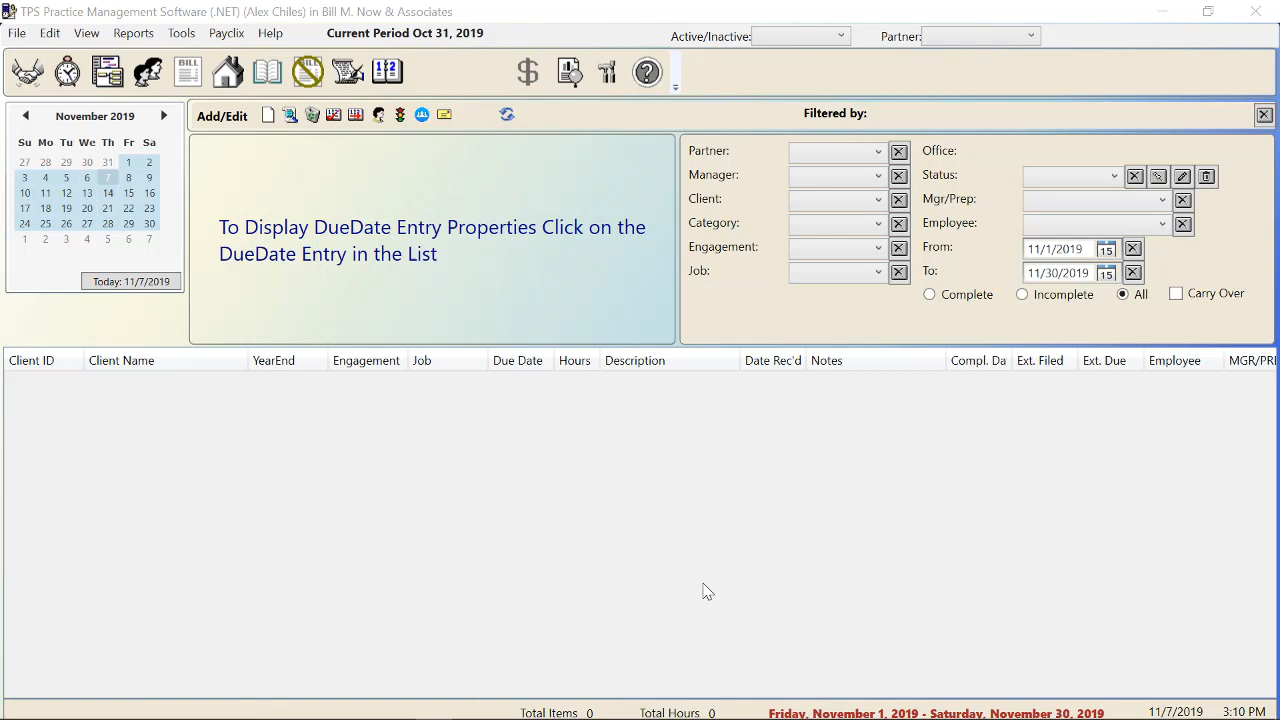 TPS Practice Management Software (.NET) (Alex Chiles) in Bill M. Now & Associates
File Edit View Reports Tools Payclix Help Current Period Oct 31, 2019 Active/Inactive: Partner:
BILL BILL 1 2
November 2019 Add/Edit Filtered by:
Su Mo Tu We Th Fr Sa
27 28 29 30 31 1 2
3 4 5 6 7 8 9
10 11 12 13 14 15 16
17 18 19 20 21 22 23
24 25 26 27 28 29 30
1 2 3 4 5 6 7
Today: 11/7/2019
To Display DueDate Entry Properties Click on the
DueDate Entry in the List
Partner: Office:
Manager: Status:
Client: Mgr/Prep:
Category: Employee:
Engagement: From: 11/1/2019 15
Job: To: 11/30/2019 15
Complete Incomplete All Carry Over
Client ID Client Name YearEnd Engagement Job Due Date Hours Description Date Rec'd Notes Compl. Da Ext. Filed Ext. Due Employee MGR/PRI
Total Items 0 Total Hours 0 Friday, November 1, 2019 - Saturday, November 30, 2019 11/7/2019 3:10 PM